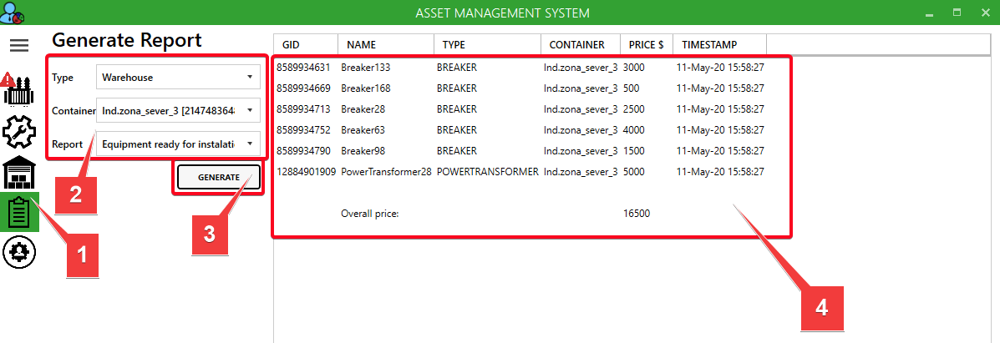 ASSET MANAGEMENT SYSTEM
Generate Report
Type Warehouse
Container Ind.zona_sever_3 [2147483648
Report Equipment ready for instalatio
GENERATE
1
2
3
4
GID NAME TYPE CONTAINER PRICE $ TIMESTAMP
8589934631 Breaker133 BREAKER Ind.zona_sever_3 3000 11-May-20 15:58:27
8589934669 Breaker168 BREAKER Ind.zona_sever_3 500 11-May-20 15:58:27
8589934713 Breaker28 BREAKER Ind.zona_sever_3 2500 11-May-20 15:58:27
8589934752 Breaker63 BREAKER Ind.zona_sever_3 4000 11-May-20 15:58:27
8589934790 Breaker98 BREAKER Ind.zona_sever_3 1500 11-May-20 15:58:27
12884901909 PowerTransformer28 POWERTRANSFORMER Ind.zona_sever_3 5000 11-May-20 15:58:27
Overall price: 16500